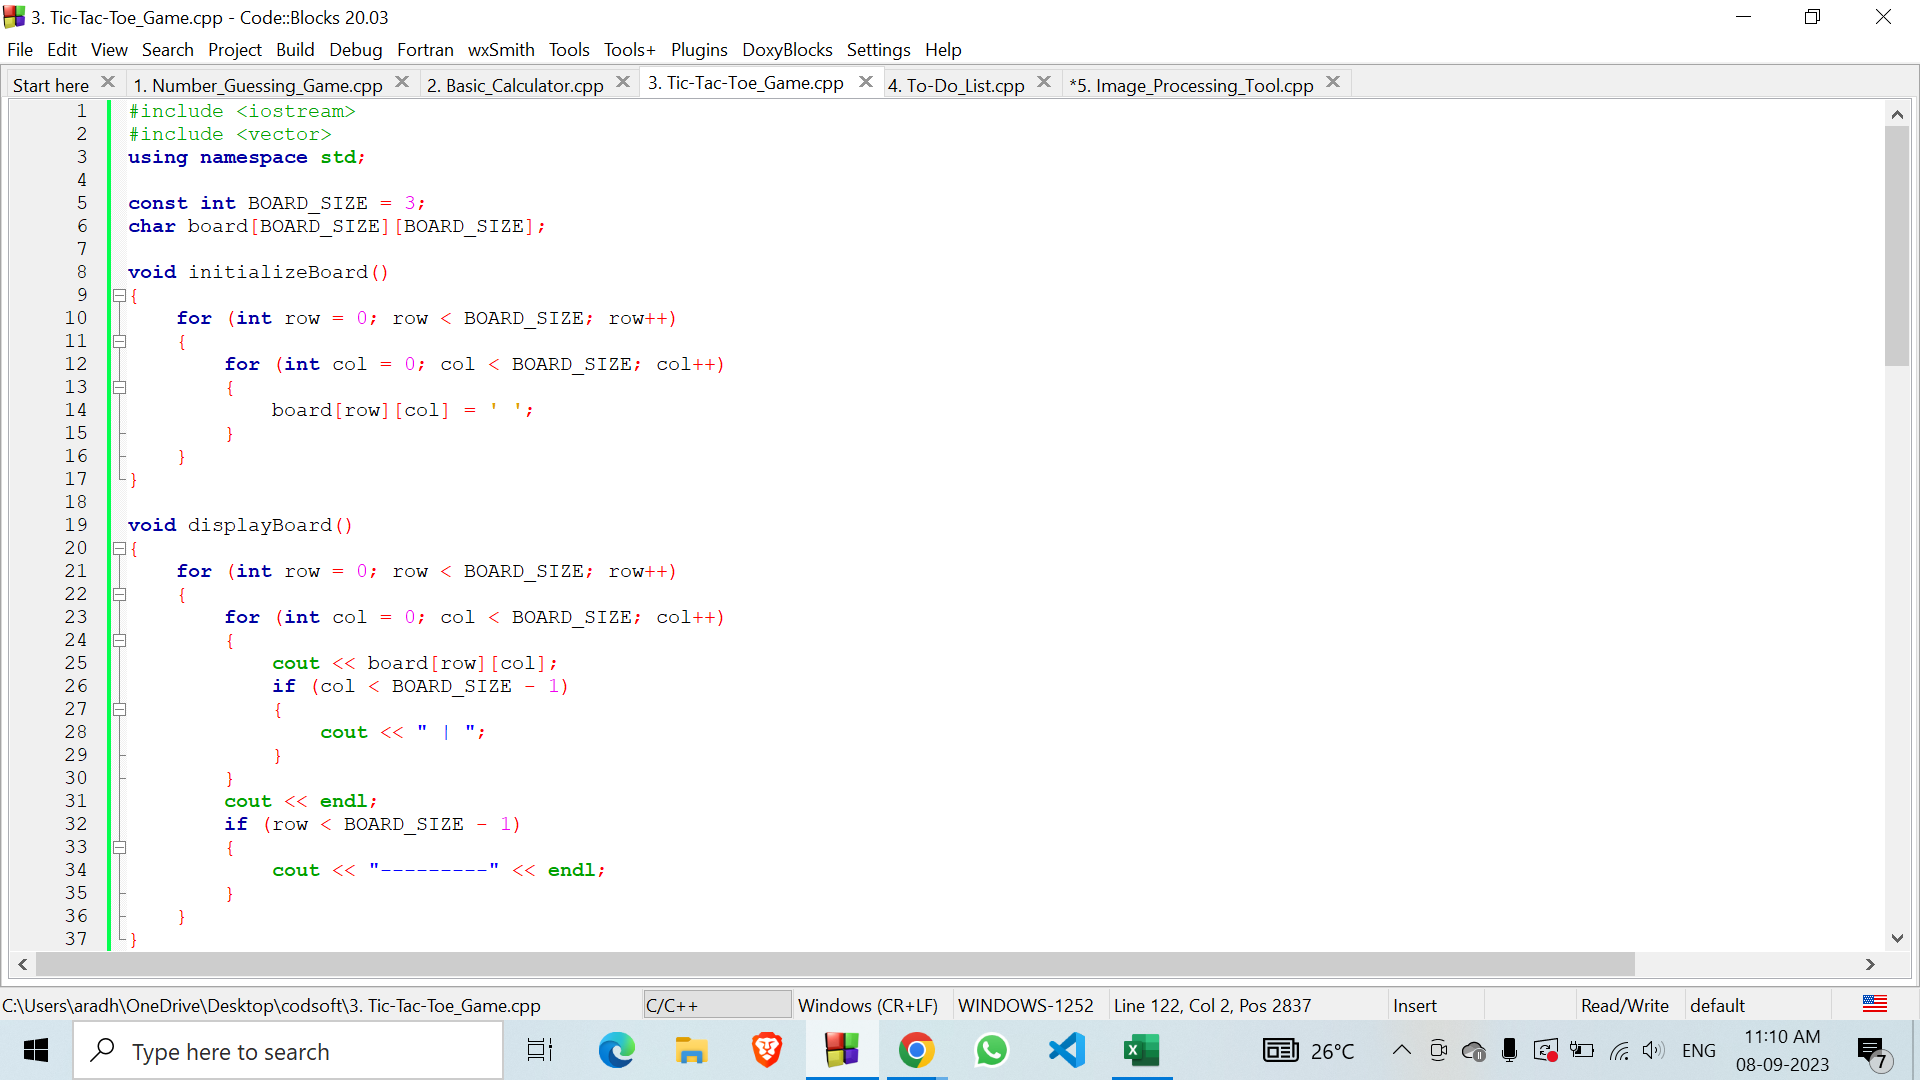 3. Tic-Tac-Toe_Game.cpp - Code::Blocks 20.03
File Edit View Search Project Build Debug Fortran wxSmith Tools Tools+ Plugins DoxyBlocks Settings Help
Start here 1. Number_Guessing_Game.cpp 2. Basic_Calculator.cpp 3. Tic-Tac-Toe_Game.cpp 4. To-Do_List.cpp *5. Image_Processing_Tool.cpp
1 #include <iostream>
2 #include <vector>
3 using namespace std;
4
5 const int BOARD_SIZE = 3;
6 char board[BOARD_SIZE][BOARD_SIZE];
7
8 void initializeBoard()
9 {
10     for (int row = 0; row < BOARD_SIZE; row++)
11     {
12         for (int col = 0; col < BOARD_SIZE; col++)
13         {
14             board[row][col] = ' ';
15         }
16     }
17 }
18
19 void displayBoard()
20 {
21     for (int row = 0; row < BOARD_SIZE; row++)
22     {
23         for (int col = 0; col < BOARD_SIZE; col++)
24         {
25             cout << board[row][col];
26             if (col < BOARD_SIZE - 1)
27             {
28                 cout << " | ";
29             }
30         }
31         cout << endl;
32         if (row < BOARD_SIZE - 1)
33         {
34             cout << "---------" << endl;
35         }
36     }
37 }
C:\Users\aradh\OneDrive\Desktop\codsoft\3. Tic-Tac-Toe_Game.cpp C/C++ Windows (CR+LF) WINDOWS-1252 Line 122, Col 2, Pos 2837 Insert Read/Write default
Type here to search 26°C ENG 11:10 AM
08-09-2023 7